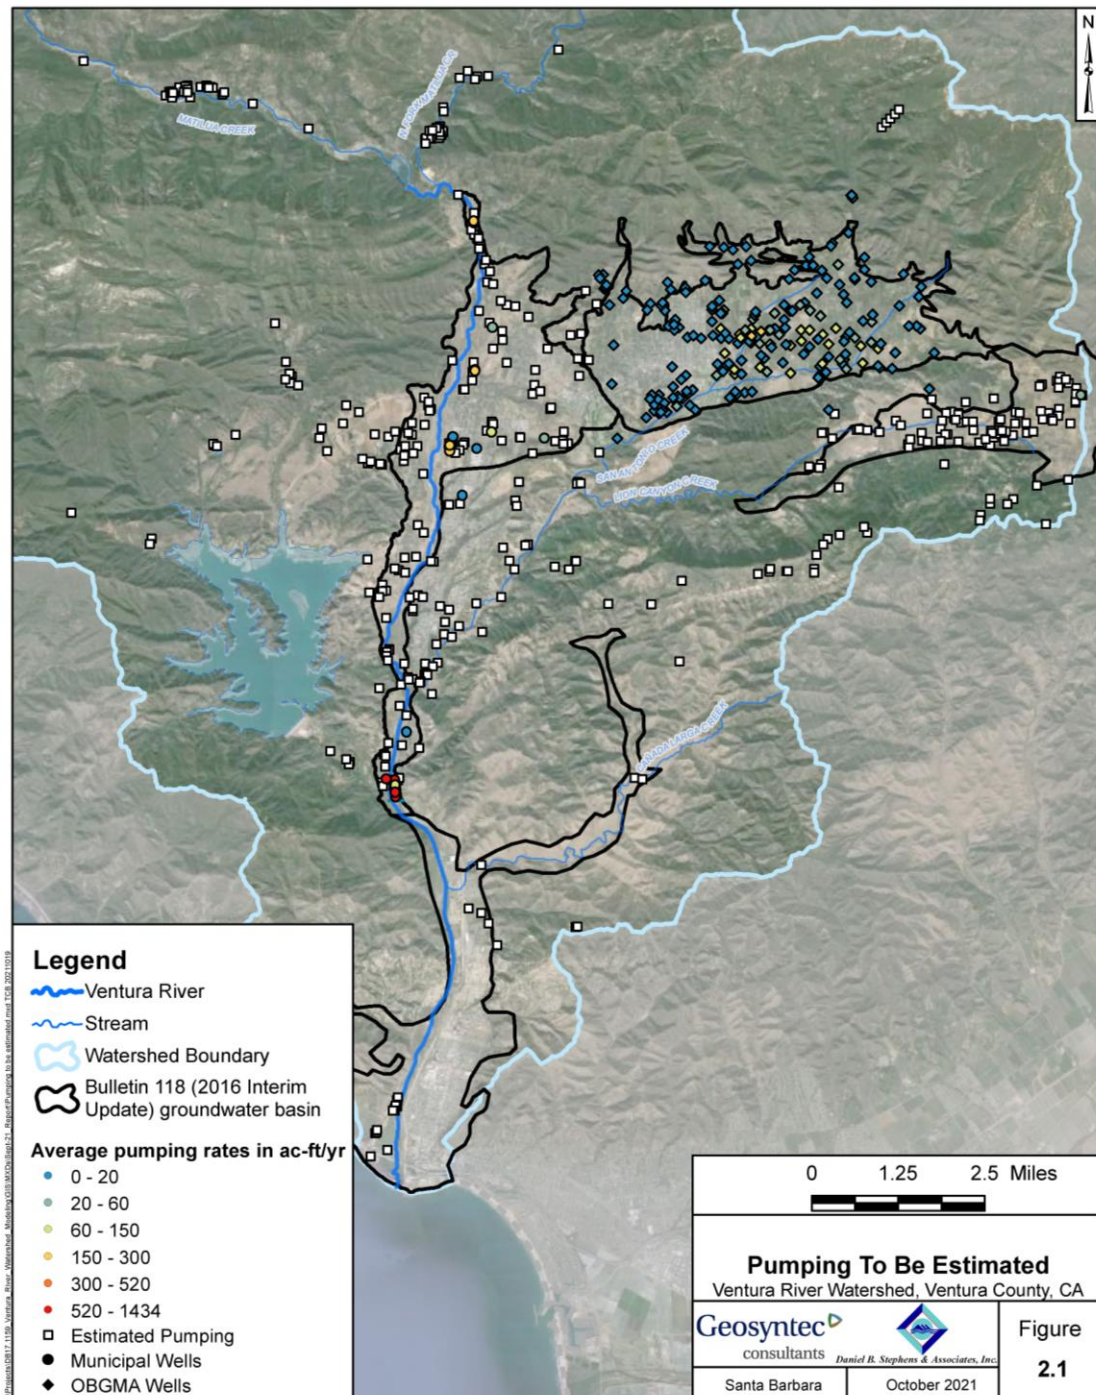 N
N. FORK MATILIJA CR.
MATILIJA CREEK
SAN ANTONIO CREEK
LION CANYON CREEK
CANADA LARGA CREEK
Legend
Ventura River
Stream
Watershed Boundary
Bulletin 118 (2016 Interim
Update) groundwater basin
Average pumping rates in ac-ft/yr
0 - 20
20 - 60
60 - 150
150 - 300
300 - 520
520 - 1434
Estimated Pumping
Municipal Wells
OBGMA Wells
0 1.25 2.5 Miles
Pumping To Be Estimated
Ventura River Watershed, Ventura County, CA
Geosyntec
consultants
Daniel B. Stephens & Associates, Inc.
Figure
2.1
Santa Barbara
October 2021